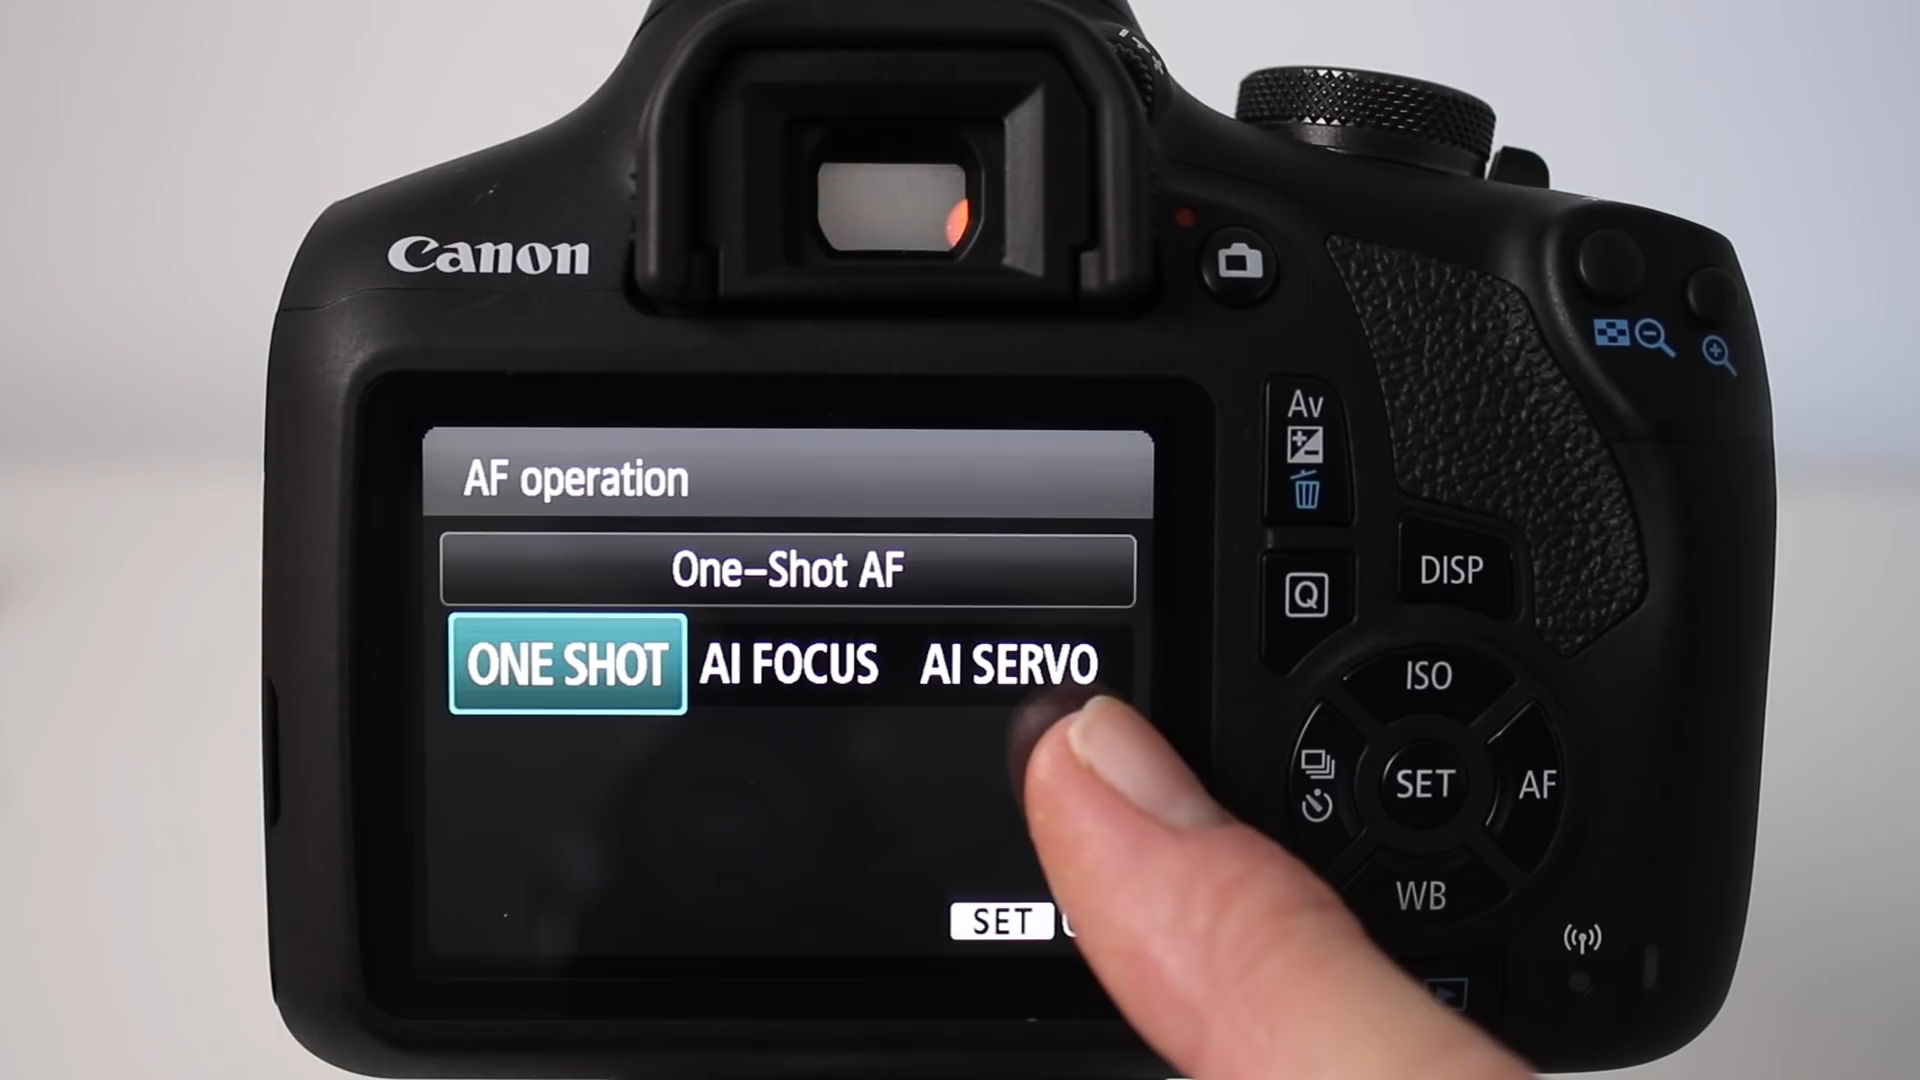 Canon
AF operation
One-Shot AF
ONE SHOT AI FOCUS AI SERVO
SET
Av
Q
DISP
ISO
SET
AF
WB